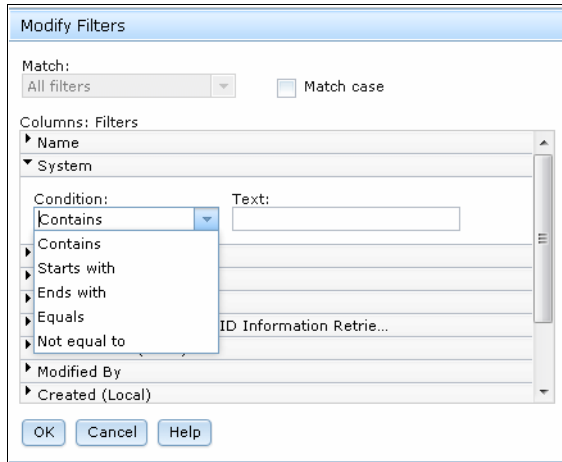 Modify Filters
Match:
All filters
Match case
Columns: Filters
Name
System
Condition: Text:
Contains
Contains
Starts with
Ends with
Equals
ID Information Retrie...
Not equal to
Modified By
Created (Local)
OK Cancel Help